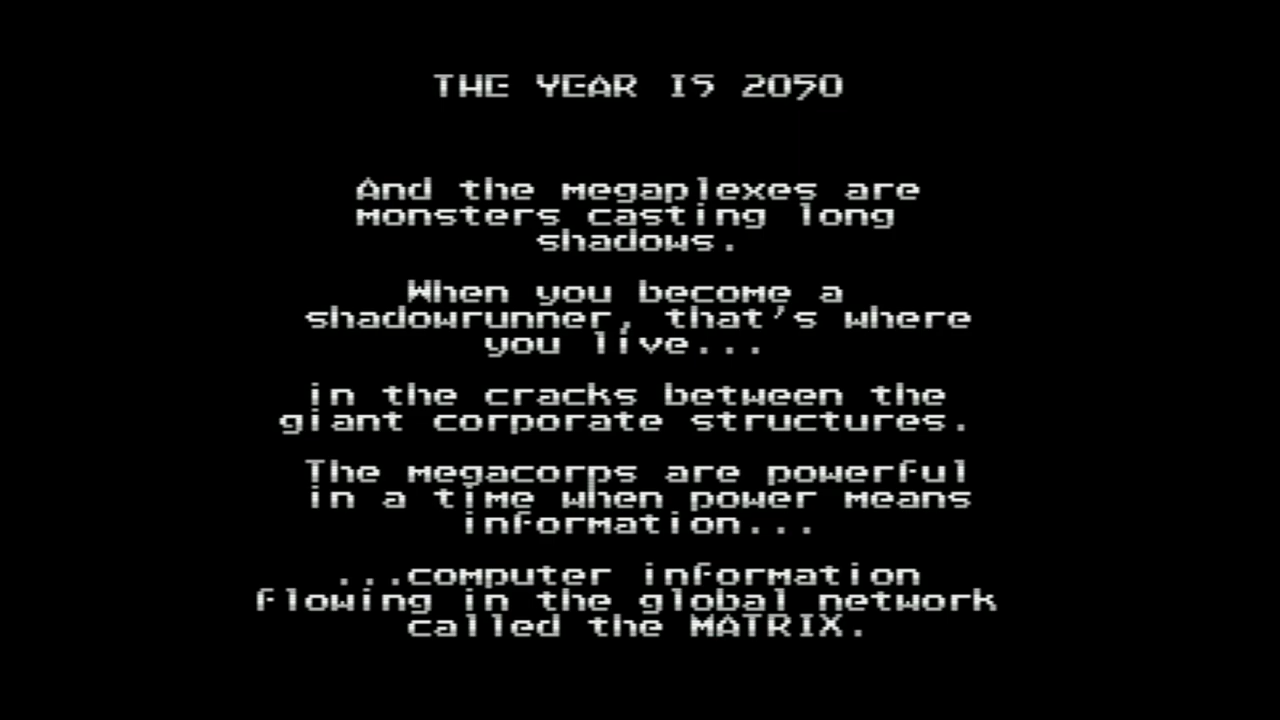 THE YEAR IS 2050
And the megaplexes are
monsters casting long
shadows.
When you become a
shadowrunner, that's where
you live...
in the cracks between the
giant corporate structures.
The megacorps are powerful
in a time when power means
information...
...computer information
flowing in the global network
called the MATRIX.